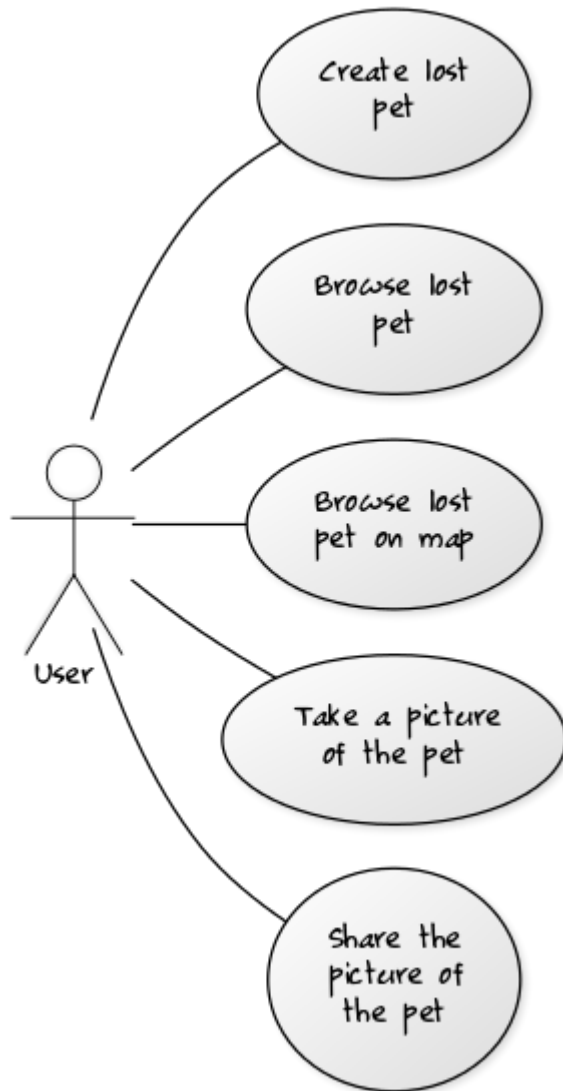 Create lost
pet
Browse lost
pet
Browse lost
pet on map
User
Take a picture
of the pet
Share the
picture of
the pet